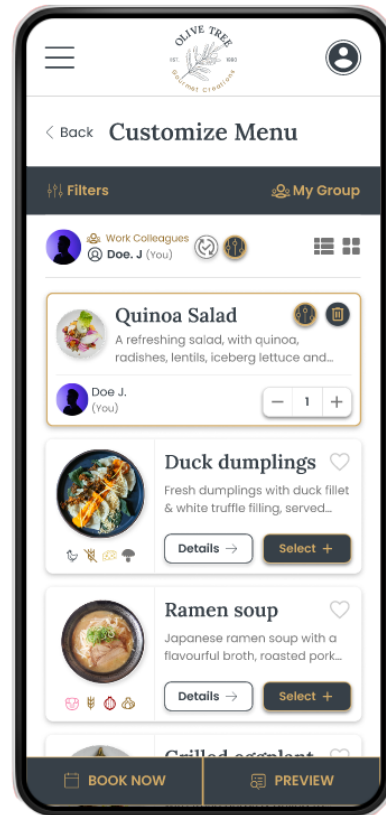 OLIVE TREE
EST. 1990
Gourmet Creations
Back Customize Menu
Filters My Group
Work Colleagues
Doe. J (You)
Quinoa Salad
A refreshing salad, with quinoa,
radishes, lentils, iceberg lettuce and...
Doe J.
(You)
− 1 +
Duck dumplings
Fresh dumplings with duck fillet
& white truffle filling, served...
Details → Select +
Ramen soup
Japanese ramen soup with a
flavourful broth, roasted pork...
Details → Select +
Grilled eggplant
BOOK NOW PREVIEW